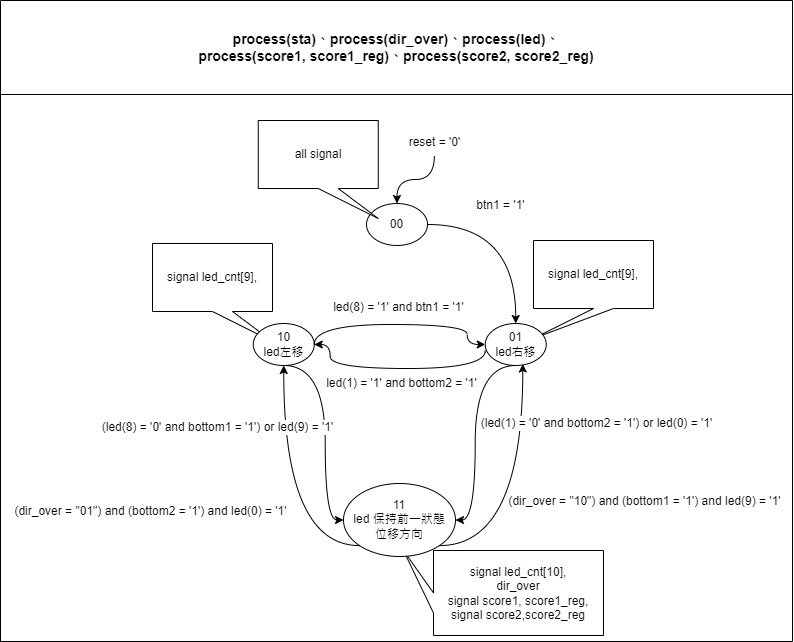 process(sta)、process(dir_over)、process(led)、
process(score1, score1_reg)、process(score2, score2_reg)
all signal
reset = '0'
00
btn1 = '1'
signal led_cnt[9],
signal led_cnt[9],
led(8) = '1' and btn1 = '1'
10
led左移
01
led右移
led(1) = '1' and bottom2 = '1'
(led(8) = '0' and bottom1 = '1') or led(9) = '1'
(led(1) = '0' and bottom2 = '1') or led(0) = '1'
(dir_over = "01") and (bottom2 = '1') and led(0) = '1'
(dir_over = "10") and (bottom1 = '1') and led(9) = '1'
11
led 保持前一狀態
位移方向
signal led_cnt[10],
dir_over
signal score1, score1_reg,
signal score2,score2_reg